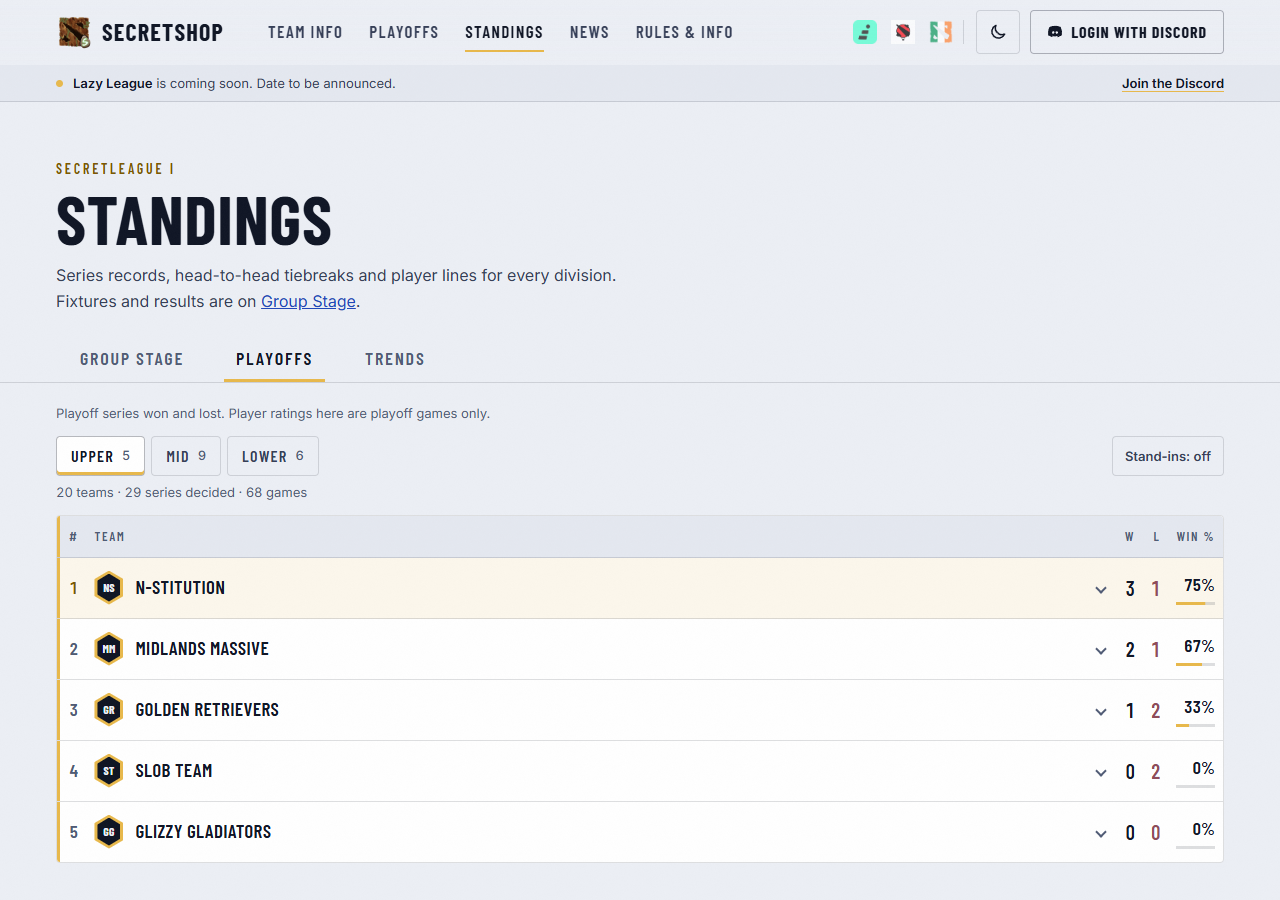 SECRETSHOP TEAM INFO PLAYOFFS STANDINGS NEWS RULES & INFO LOGIN WITH DISCORD
Lazy League is coming soon. Date to be announced. Join the Discord
SECRETLEAGUE I
STANDINGS
Series records, head-to-head tiebreaks and player lines for every division.
Fixtures and results are on Group Stage.
GROUP STAGE PLAYOFFS TRENDS
Playoff series won and lost. Player ratings here are playoff games only.
UPPER 5 MID 9 LOWER 6 Stand-ins: off
20 teams · 29 series decided · 68 games
# TEAM W L WIN %
1 NS N-STITUTION 3 1 75%
2 MM MIDLANDS MASSIVE 2 1 67%
3 GR GOLDEN RETRIEVERS 1 2 33%
4 ST SLOB TEAM 0 2 0%
5 GG GLIZZY GLADIATORS 0 0 0%